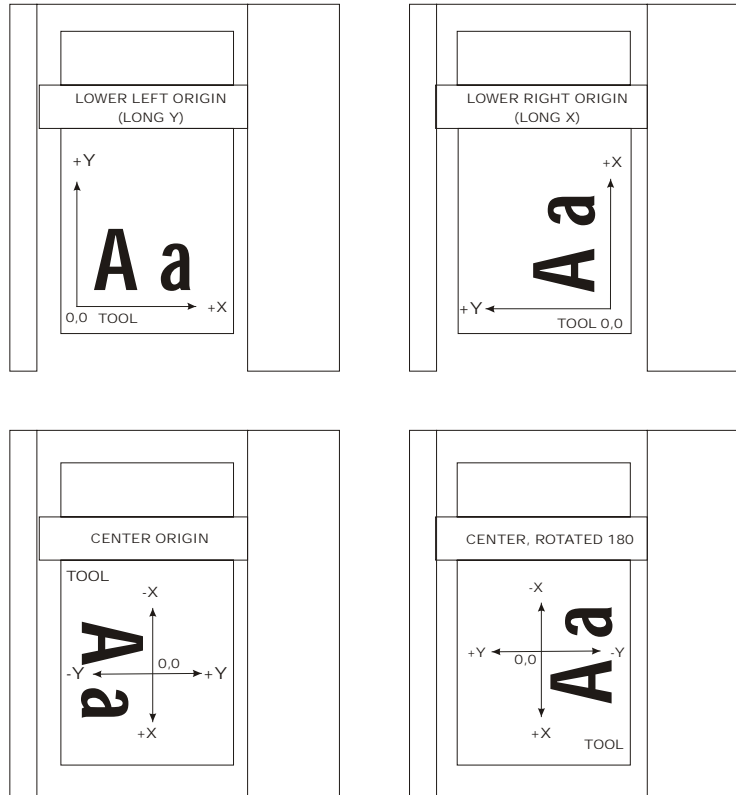 LOWER LEFT ORIGIN
(LONG Y)
+Y
A a
0,0 TOOL
+X
LOWER RIGHT ORIGIN
(LONG X)
+X
A a
+Y
TOOL 0,0
CENTER ORIGIN
TOOL
-X
A a
0,0
-Y
+Y
+X
CENTER, ROTATED 180
-X
A a
+Y
0,0
-Y
+X
TOOL